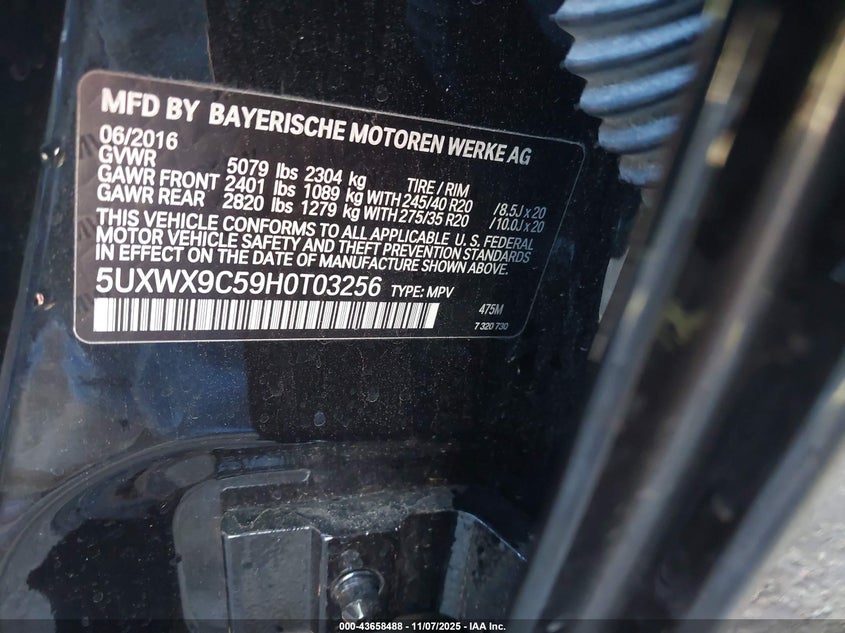 MFD BY BAYERISCHE MOTOREN WERKE AG
06/2016
GVWR 5079 lbs 2304 kg TIRE / RIM
GAWR FRONT 2401 lbs 1089 kg WITH 245/40 R20 / 8.5J x 20
GAWR REAR 2820 lbs 1279 kg WITH 275/35 R20 / 10.0J x 20
THIS VEHICLE CONFORMS TO ALL APPLICABLE U.S. FEDERAL
MOTOR VEHICLE SAFETY AND THEFT PREVENTION STANDARDS
IN EFFECT ON THE DATE OF MANUFACTURE SHOWN ABOVE.
5UXWX9C59H0T03256 TYPE: MPV 475M
7 320 730
000-43658488 - 11/07/2025 - IAA Inc.